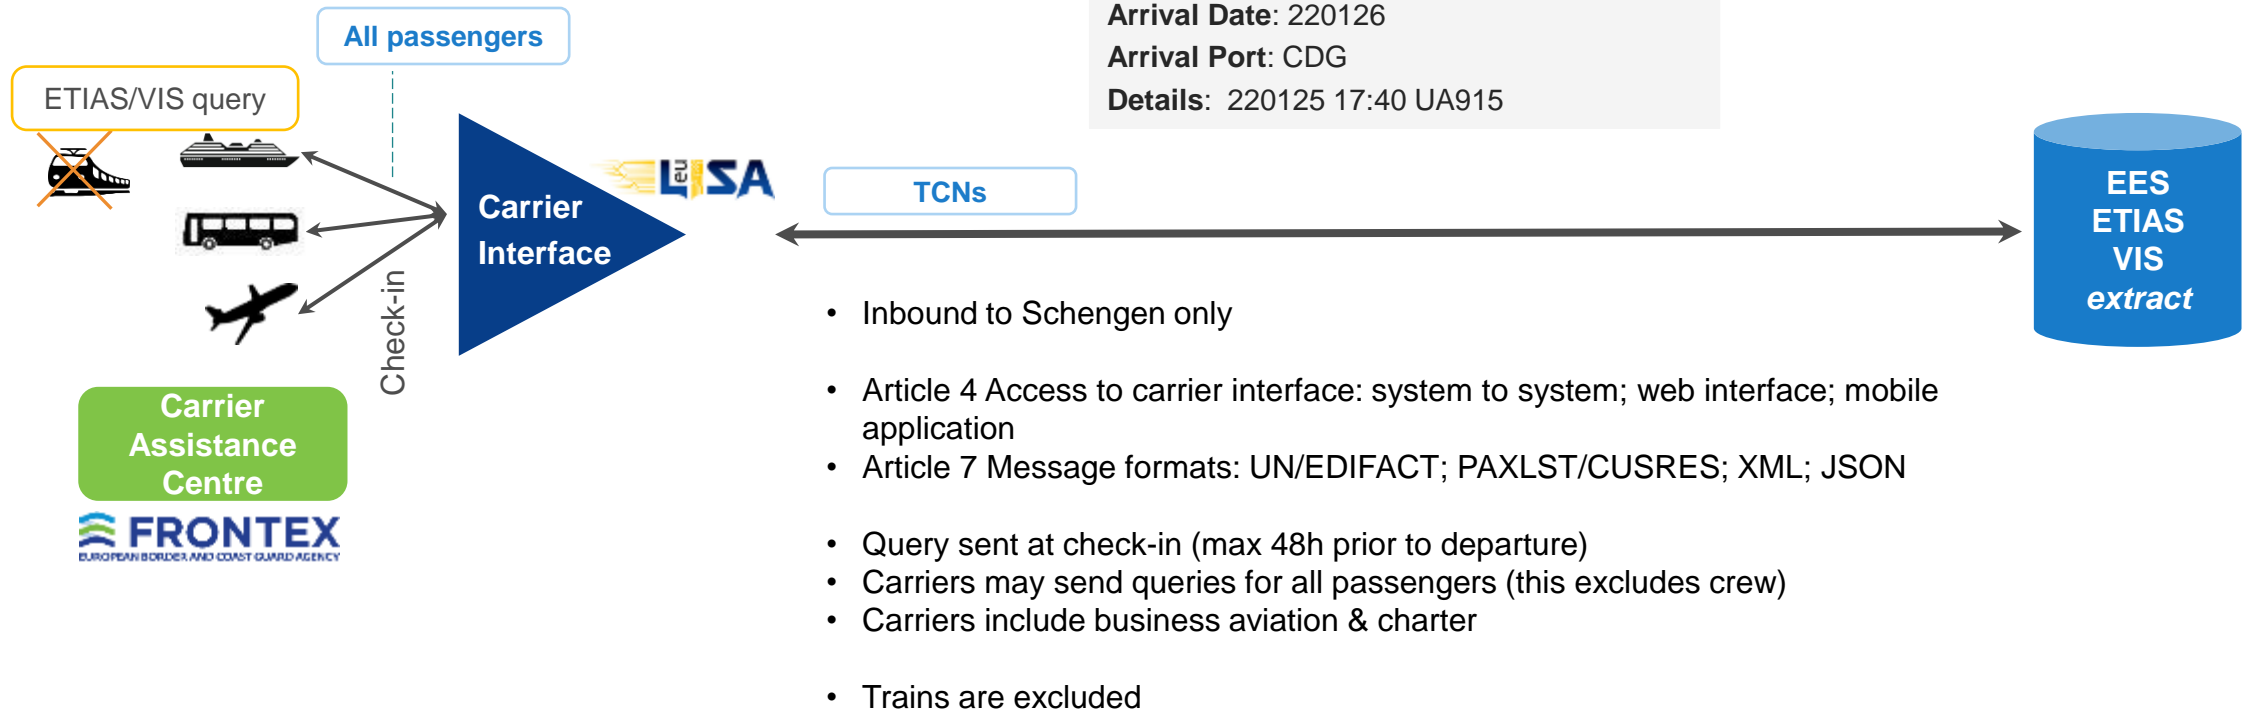 Arrival Date: 220126
Arrival Port: CDG
Details:  220125 17:40 UA915
All passengers
ETIAS/VIS query
Check-in
Carrier
Interface
eu LISA
TCNs
EES
ETIAS
VIS
extract
Carrier
Assistance
Centre
FRONTEX
EUROPEAN BORDER AND COAST GUARD AGENCY
• Inbound to Schengen only
• Article 4 Access to carrier interface: system to system; web interface; mobile
application
• Article 7 Message formats: UN/EDIFACT; PAXLST/CUSRES; XML; JSON
• Query sent at check-in (max 48h prior to departure)
• Carriers may send queries for all passengers (this excludes crew)
• Carriers include business aviation & charter
• Trains are excluded